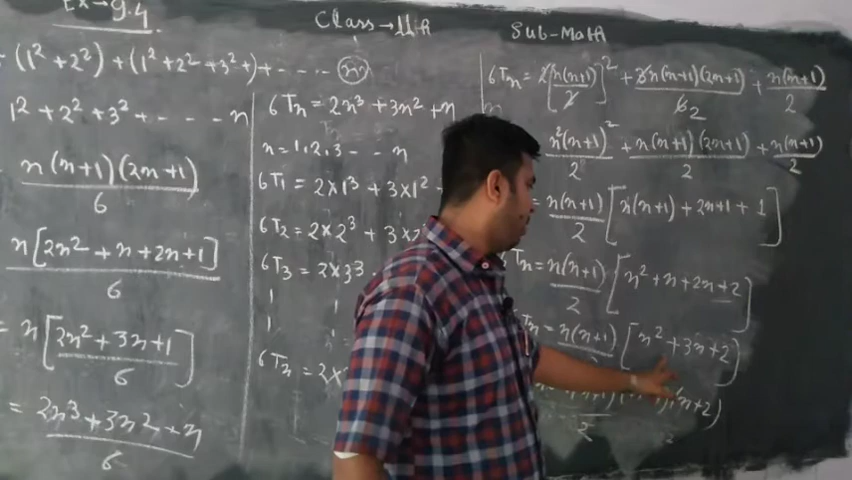 Ex→9.4
Class→11th
Sub-Math
(1²+2²)+(1²+2²+3²+)+---- n
1²+2²+3²+----n
n(n+1)(2n+1)/6
n[2n²+n+2n+1]/6
= n[2n²+3n+1/6]
= 2n³+3n²+n/6
6Tn = 2n³+3n²+n
n=1,2,3---n
6T1 = 2×1³+3×1²
6T2 = 2×2³+3×2
6T3 = 2×3³
6Tn = 2×
6Tn = 2[n(n+1)/2]²+3n(n+1)(2n+1)/62+n(n+1)/2
n²(n+1)²/2+n(n+1)(2n+1)/2+n(n+1)/2
= n(n+1)/2[n(n+1)+2n+1+1]
Tn = n(n+1)/2[n²+n+2n+2]
Tn = n(n+1)[n²+3n+2]
n+2)/2